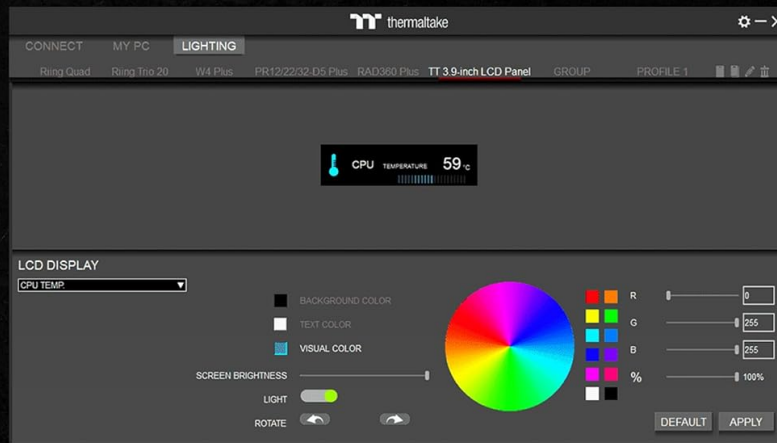 thermaltake
CONNECT MY PC LIGHTING
Riing Quad Riing Trio 20 W4 Plus PR12/22/32-D5 Plus RAD360 Plus TT 3.9-inch LCD Panel GROUP PROFILE 1
CPU TEMPERATURE 59 °C
LCD DISPLAY
CPU TEMP.
BACKGROUND COLOR
TEXT COLOR
VISUAL COLOR
SCREEN BRIGHTNESS
LIGHT
ROTATE
R 0
G 255
B 255
% 100%
DEFAULT APPLY